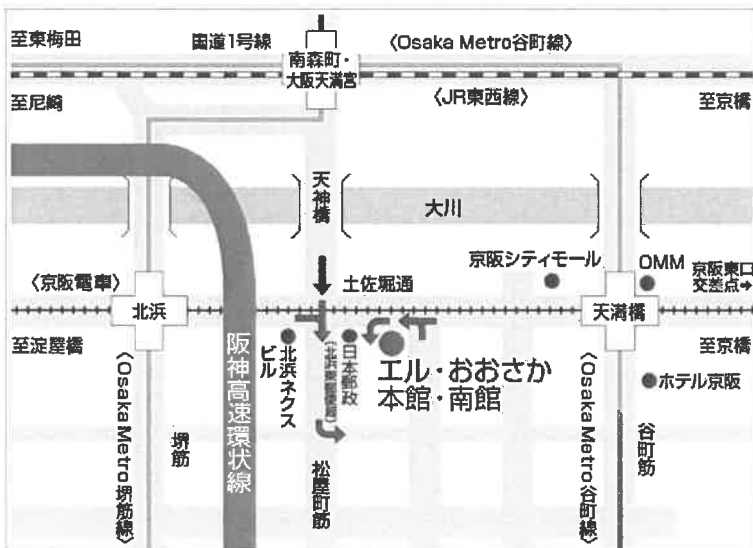 至東梅田
国道1号線
〈Osaka Metro谷町線〉
南森町・
大阪天満宮
至尼崎
〈JR東西線〉
至京橋
天神橋
大川
京阪シティモール
OMM
京阪東口
交差点→
〈京阪電車〉
土佐堀通
北浜
天満橋
至淀屋橋
至京橋
北浜ネクス
ビル
日本郵政
エル・おおさか
本館・南館
ホテル京阪
〈Osaka Metro堺筋線〉
堺筋
阪神高速環状線
松屋町筋
〈Osaka Metro谷町線〉
谷町筋